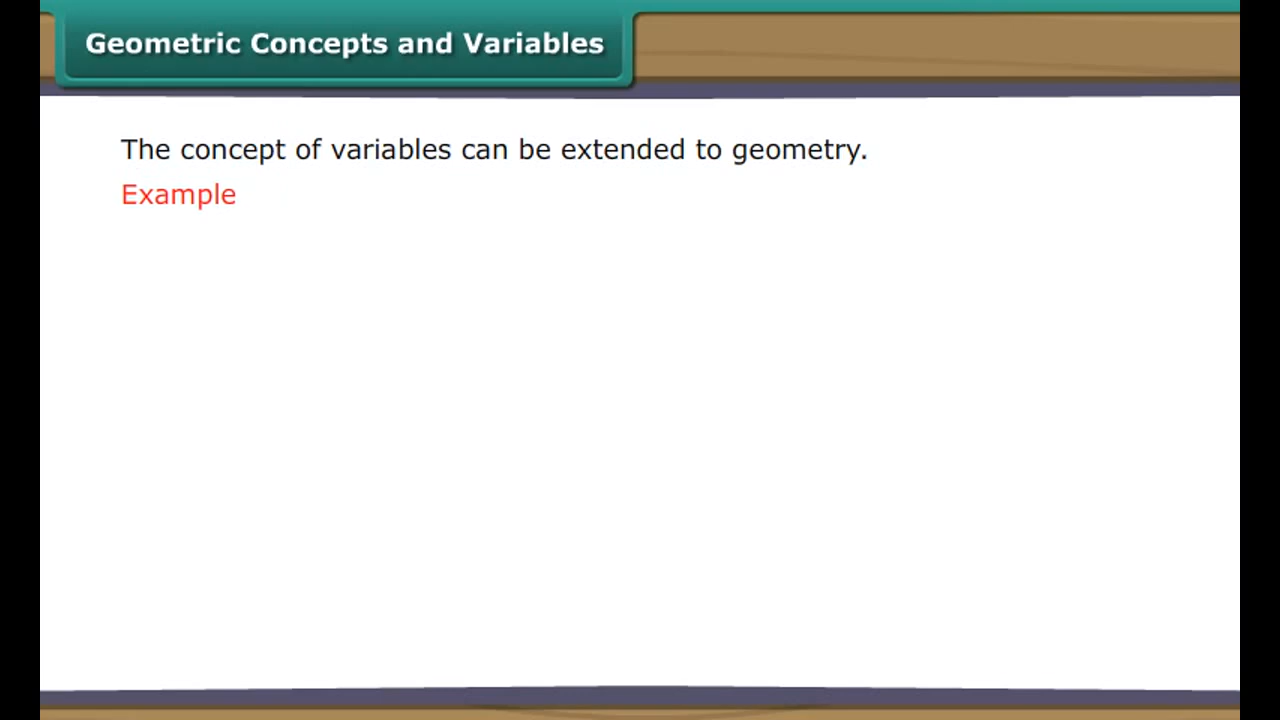 Geometric Concepts and Variables
The concept of variables can be extended to geometry.
Example